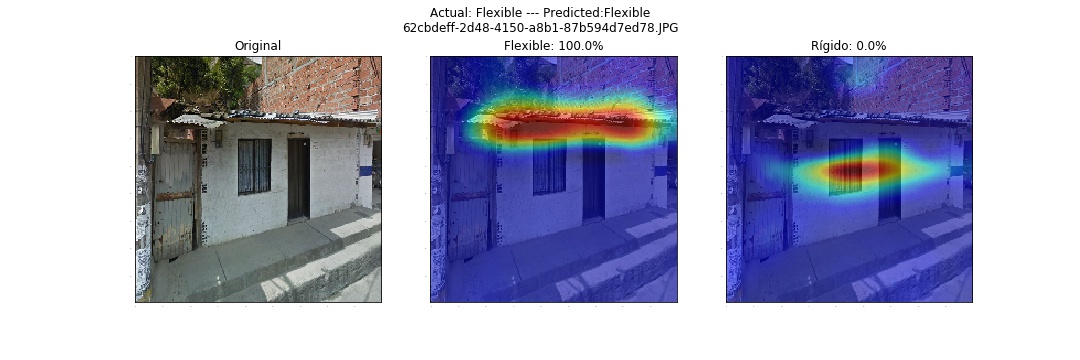 Actual: Flexible --- Predicted:Flexible
62cbdeff-2d48-4150-a8b1-87b594d7ed78.JPG
Original
Flexible: 100.0%
Rígido: 0.0%